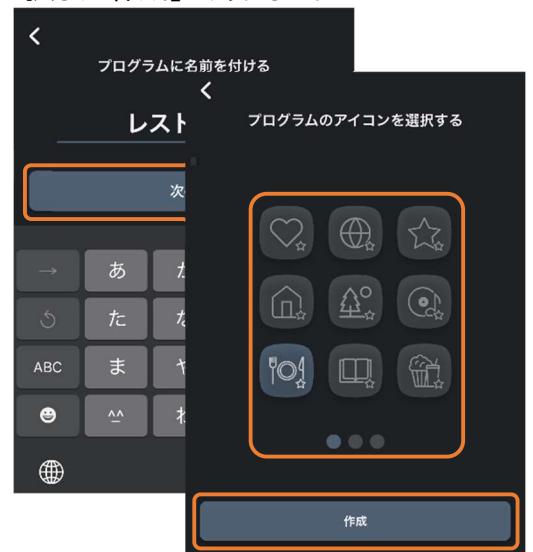 プログラムに名前を付ける
レスト
次
→
あ
た
ABC
ま
^^
プログラムのアイコンを選択する
作成